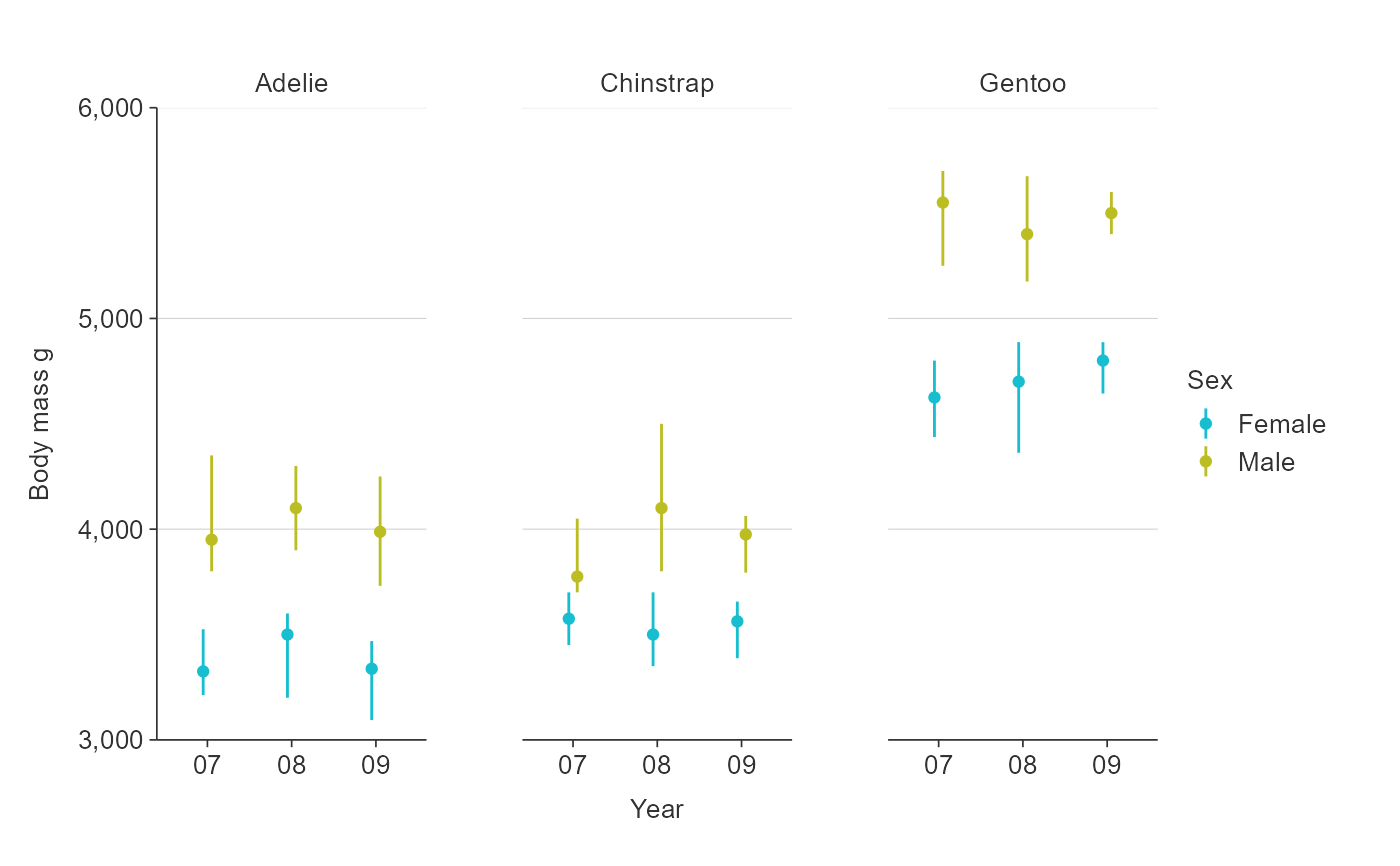 Adelie
Chinstrap
Gentoo
6,000
5,000
4,000
3,000
Body mass g
07 08 09
07 08 09
07 08 09
Year
Sex
Female
Male